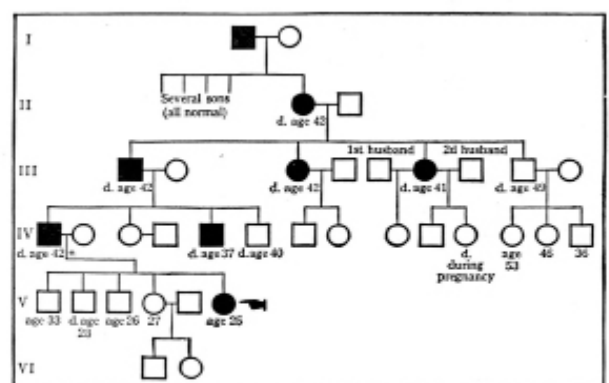 I
Several sons
(all normal)
II
d. age 42
1st husband
2d husband
III
d. age 42
d. age 42
d. age 41
d. age 49
IV
d. age 42*
d. age 37
d. age 40
d.
during
pregnancy
age
53
46
36
V
age 33
d. age
23
age 26
27
age 25
VI